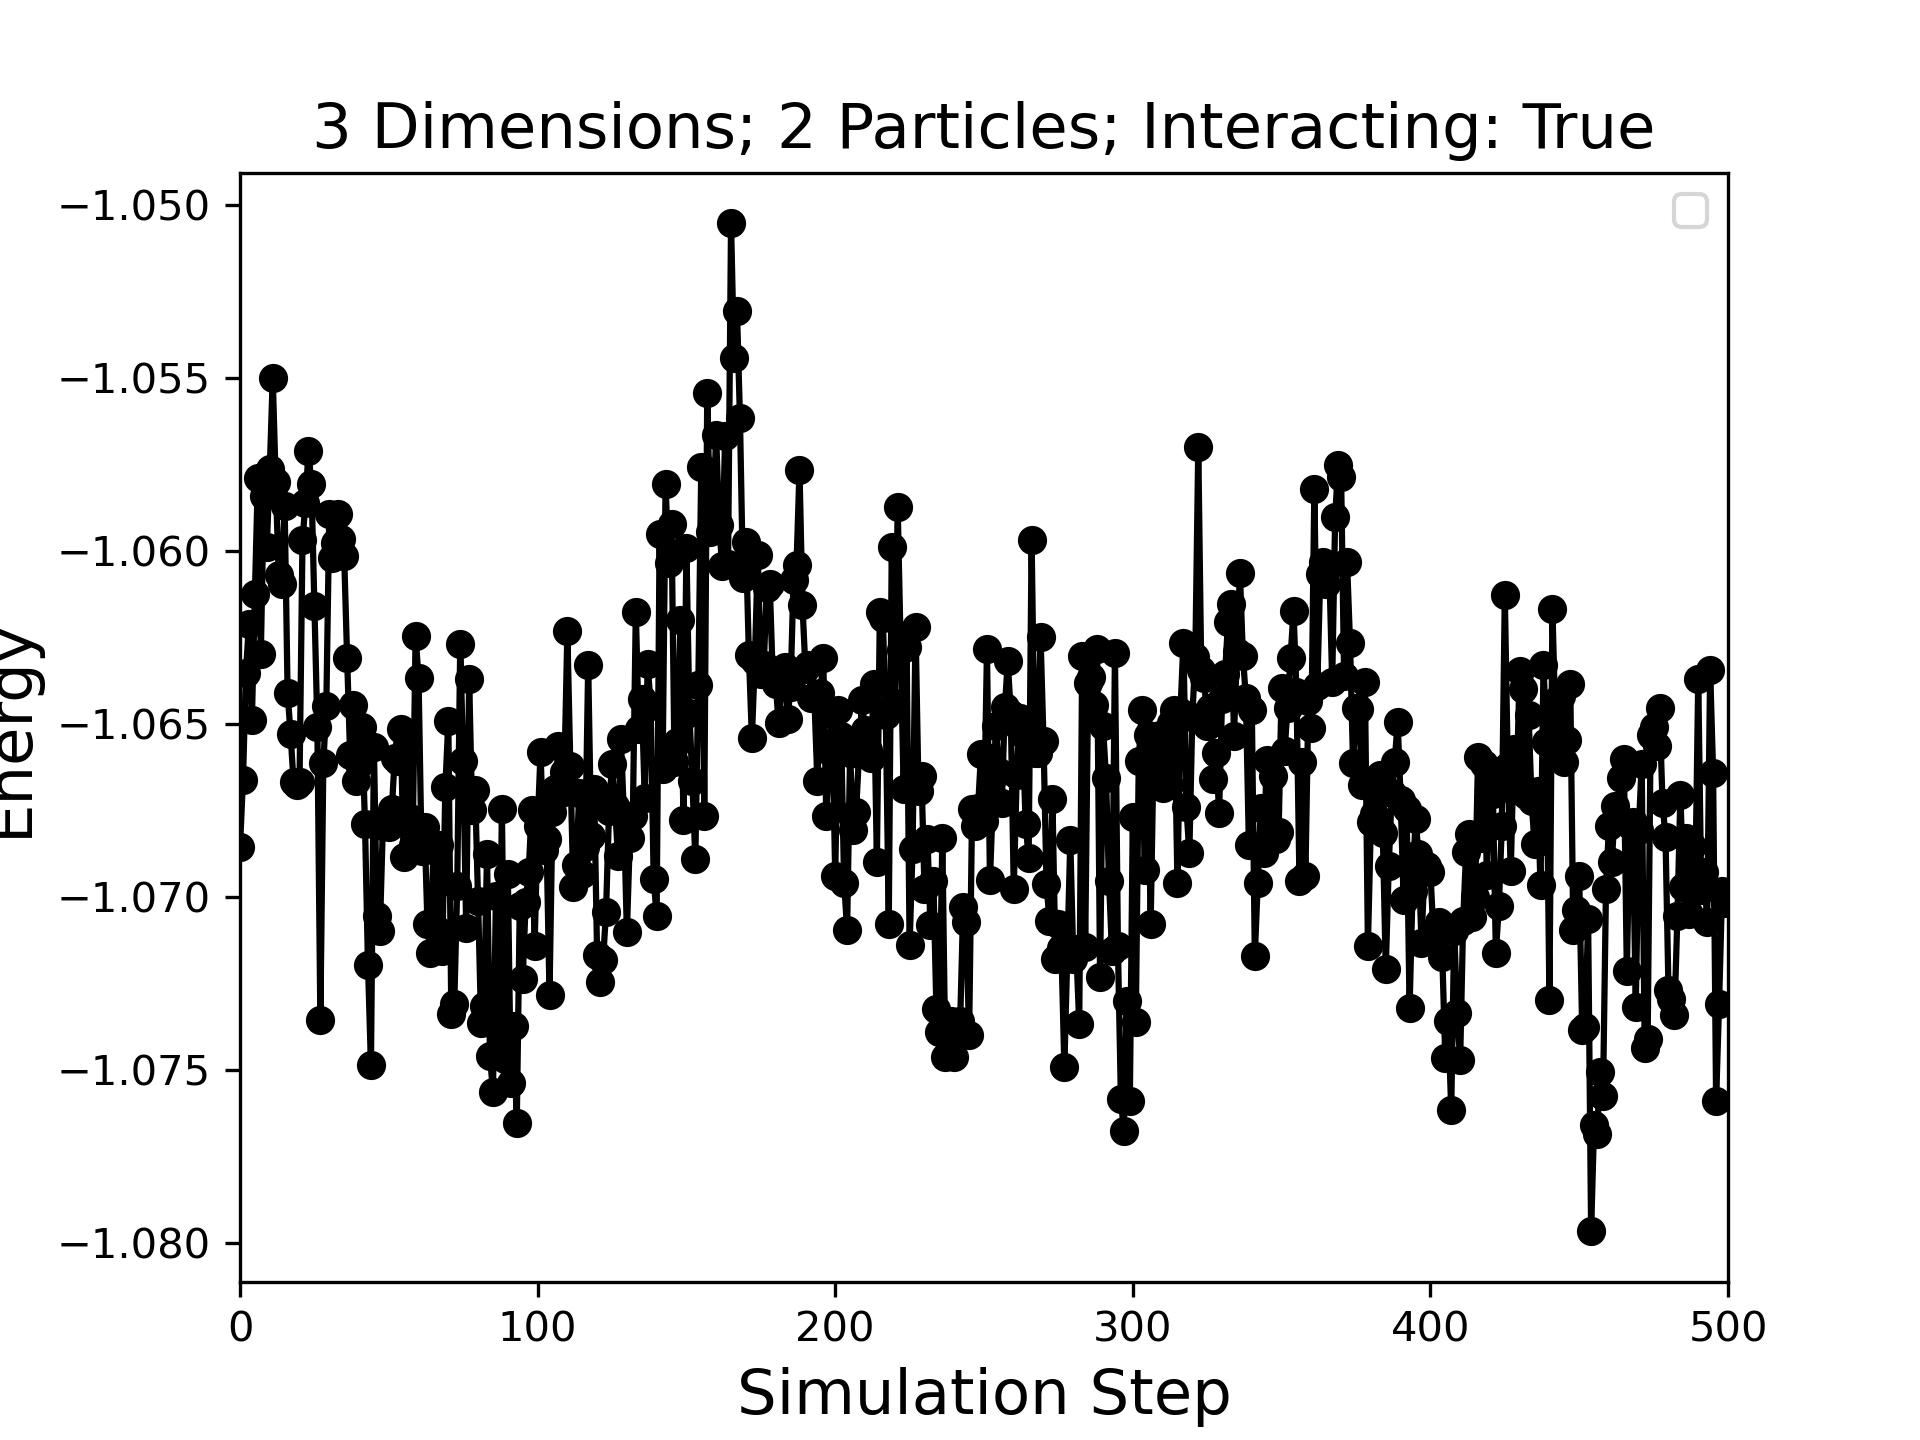 3 Dimensions; 2 Particles; Interacting: True
−1.050
−1.055
−1.060
−1.065
−1.070
−1.075
−1.080
Energy
0 100 200 300 400 500
Simulation Step